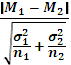 |M₁ − M₂|
√(σ₁²/n₁ + σ₂²/n₂)